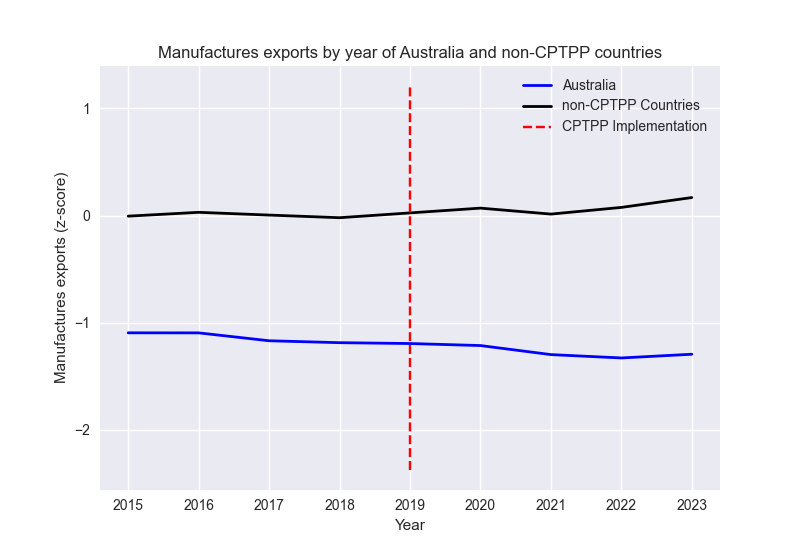 Manufactures exports by year of Australia and non-CPTPP countries
Australia
non-CPTPP Countries
CPTPP Implementation
Manufactures exports (z-score)
1
0
−1
−2
2015 2016 2017 2018 2019 2020 2021 2022 2023
Year